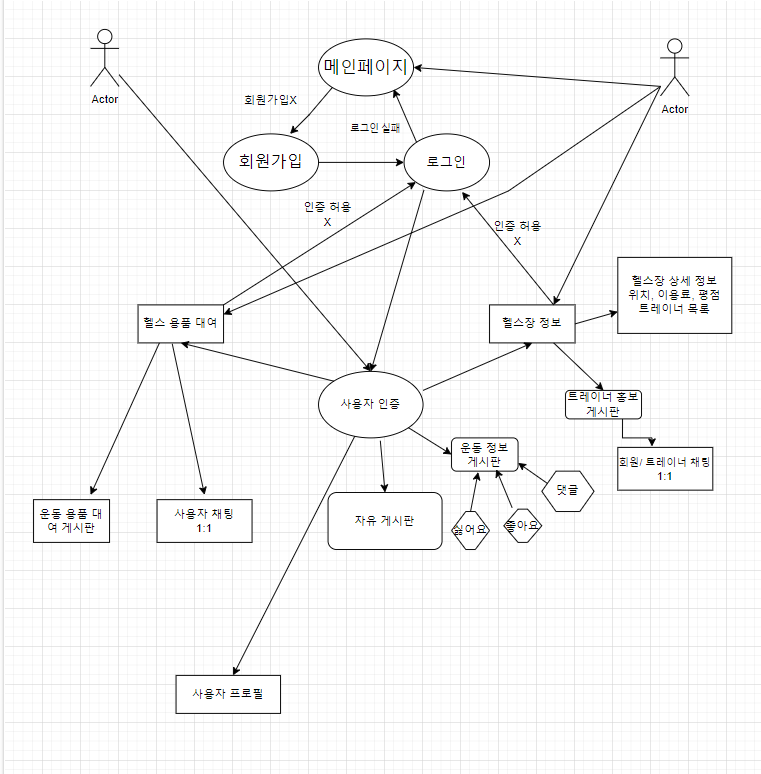 메인페이지
Actor
Actor
회원가입X
로그인 실패
회원가입
로그인
인증 허용
X
인증 허용
X
헬스장 상세 정보
위치, 이용료, 평점
트레이너 목록
헬스 용품 대여
헬스장 정보
사용자 인증
트레이너 홍보
게시판
운동 정보
게시판
회원/ 트레이너 채팅
1:1
댓글
운동 용품 대
여 게시판
사용자 채팅
1:1
자유 게시판
싫어요
좋아요
사용자 프로필